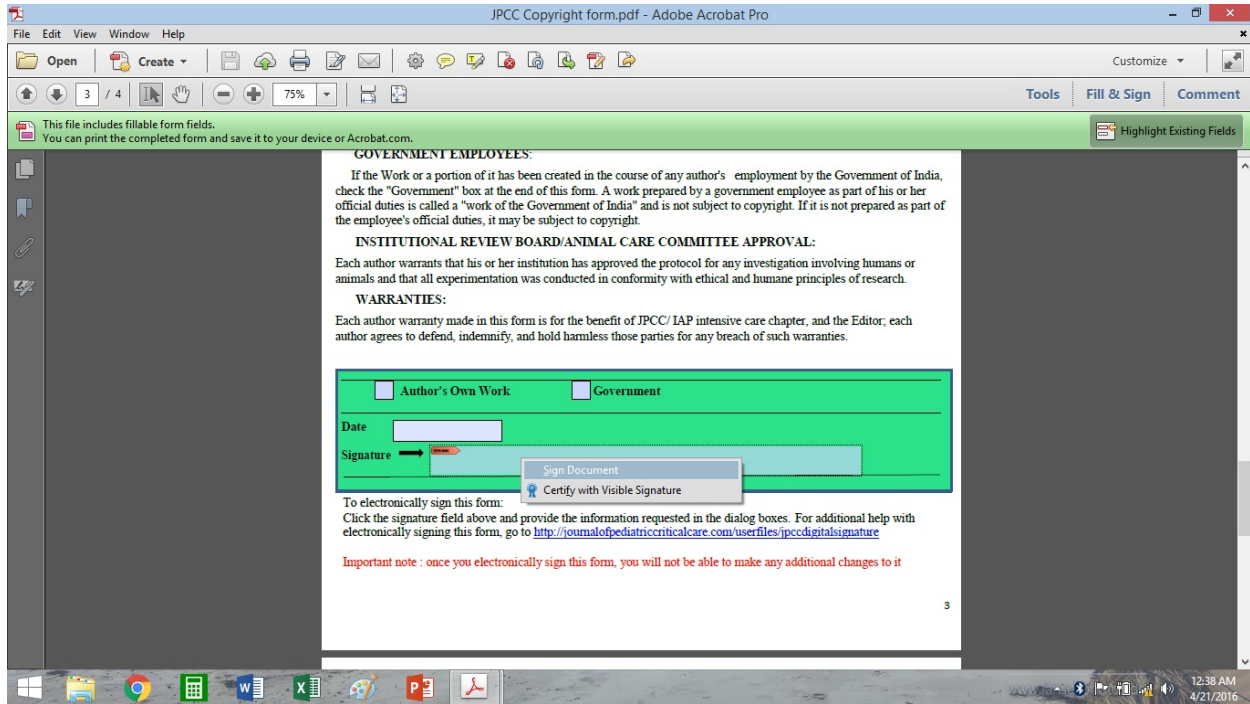 JPCC Copyright form.pdf - Adobe Acrobat Pro
File Edit View Window Help
Open Create Customize
3 / 4 75% Tools Fill & Sign Comment
This file includes fillable form fields.
You can print the completed form and save it to your device or Acrobat.com.
Highlight Existing Fields
GOVERNMENT EMPLOYEES:
If the Work or a portion of it has been created in the course of any author's employment by the Government of India,
check the "Government" box at the end of this form. A work prepared by a government employee as part of his or her
official duties is called a "work of the Government of India" and is not subject to copyright. If it is not prepared as part of
the employee's official duties, it may be subject to copyright.
INSTITUTIONAL REVIEW BOARD/ANIMAL CARE COMMITTEE APPROVAL:
Each author warrants that his or her institution has approved the protocol for any investigation involving humans or
animals and that all experimentation was conducted in conformity with ethical and humane principles of research.
WARRANTIES:
Each author warranty made in this form is for the benefit of JPCC/ IAP intensive care chapter, and the Editor; each
author agrees to defend, indemnify, and hold harmless those parties for any breach of such warranties.
Author's Own Work Government
Date
Signature
Sign Document
Certify with Visible Signature
To electronically sign this form:
Click the signature field above and provide the information requested in the dialog boxes. For additional help with
electronically signing this form, go to http://journalofpediatriccriticalcare.com/userfiles/jpccdigitalsignature
Important note : once you electronically sign this form, you will not be able to make any additional changes to it
3
12:38 AM
4/21/2016